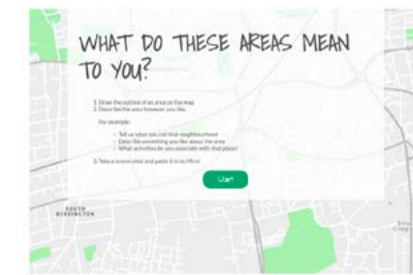 WHAT DO THESE AREAS MEAN
TO YOU?
1. Draw the outline of an area on the map
2. Describe the area however you like.
For example:
- Tell us what you call that neighbourhood
- Describe something you like about the area
- What activities do you associate with that place?
3. Take a screenshot and paste it in to Miro!
Start
SOUTH